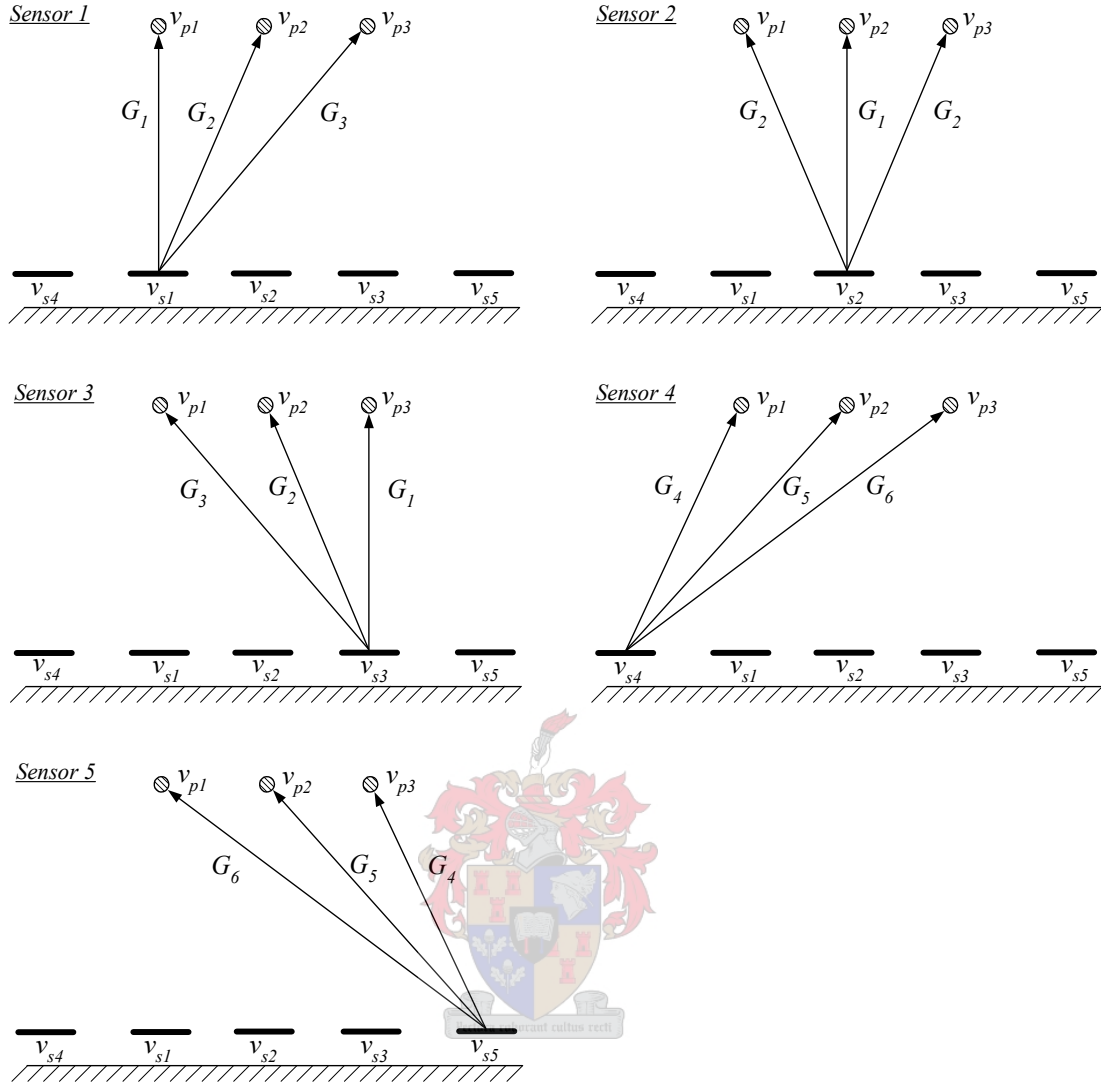 Sensor 1
v_p1 v_p2 v_p3
G_1 G_2 G_3
v_s4 v_s1 v_s2 v_s3 v_s5
Sensor 2
v_p1 v_p2 v_p3
G_2 G_1 G_2
v_s4 v_s1 v_s2 v_s3 v_s5
Sensor 3
v_p1 v_p2 v_p3
G_3 G_2 G_1
v_s4 v_s1 v_s2 v_s3 v_s5
Sensor 4
v_p1 v_p2 v_p3
G_4 G_5 G_6
v_s4 v_s1 v_s2 v_s3 v_s5
Sensor 5
v_p1 v_p2 v_p3
G_6 G_5 G_4
v_s4 v_s1 v_s2 v_s3 v_s5
roborant cultus recti